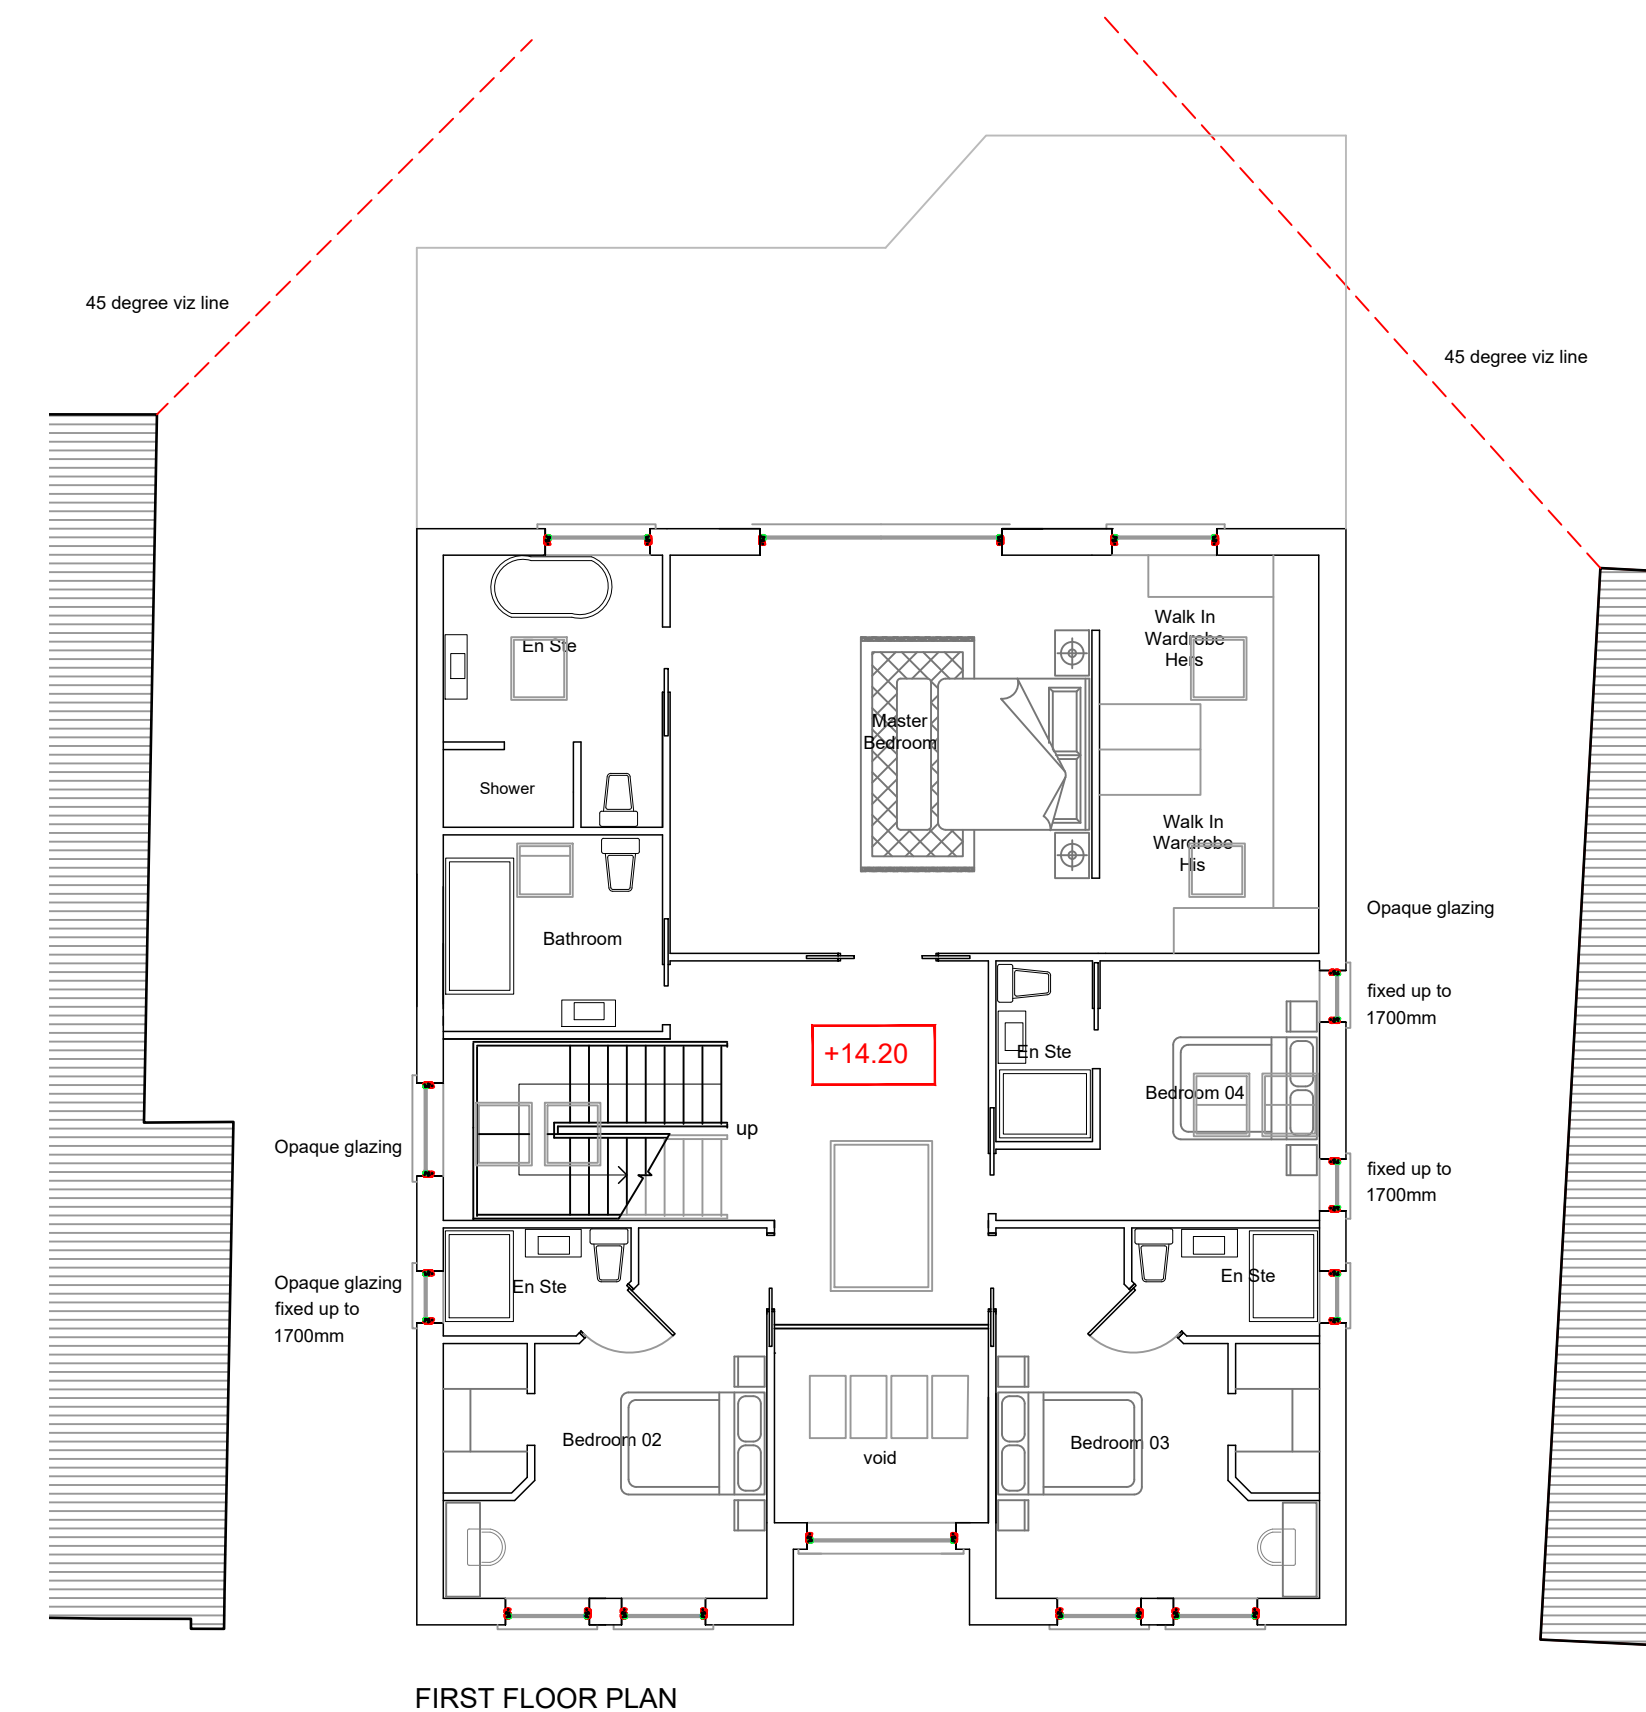 45 degree viz line
45 degree viz line
Walk In
Wardrobe
Hers
En Ste
Master
Bedroom
Shower
Walk In
Wardrobe
His
Opaque glazing
Bathroom
fixed up to
1700mm
+14.20
En Ste
Bedroom 04
up
Opaque glazing
fixed up to
1700mm
Opaque glazing
fixed up to
1700mm
En Ste
En Ste
Bedroom 02
Bedroom 03
void
FIRST FLOOR PLAN